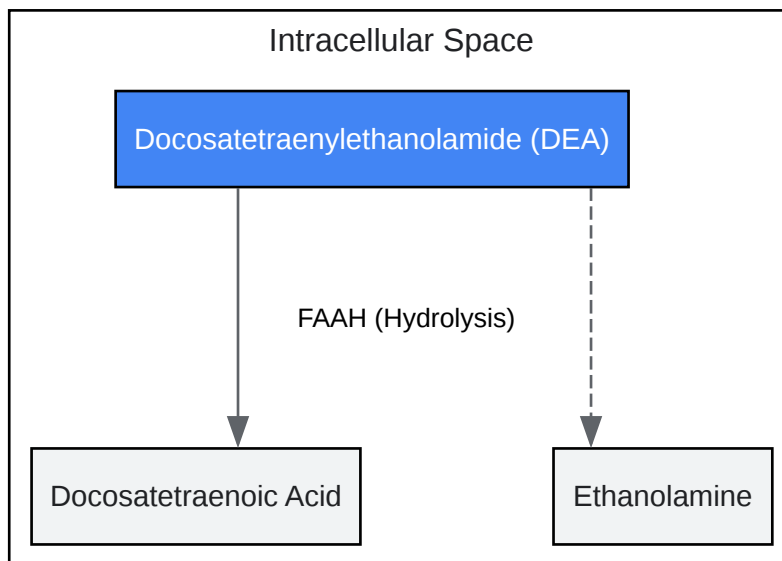 Intracellular Space
Docosatetraenylethanolamide (DEA)
FAAH (Hydrolysis)
Docosatetraenoic Acid
Ethanolamine